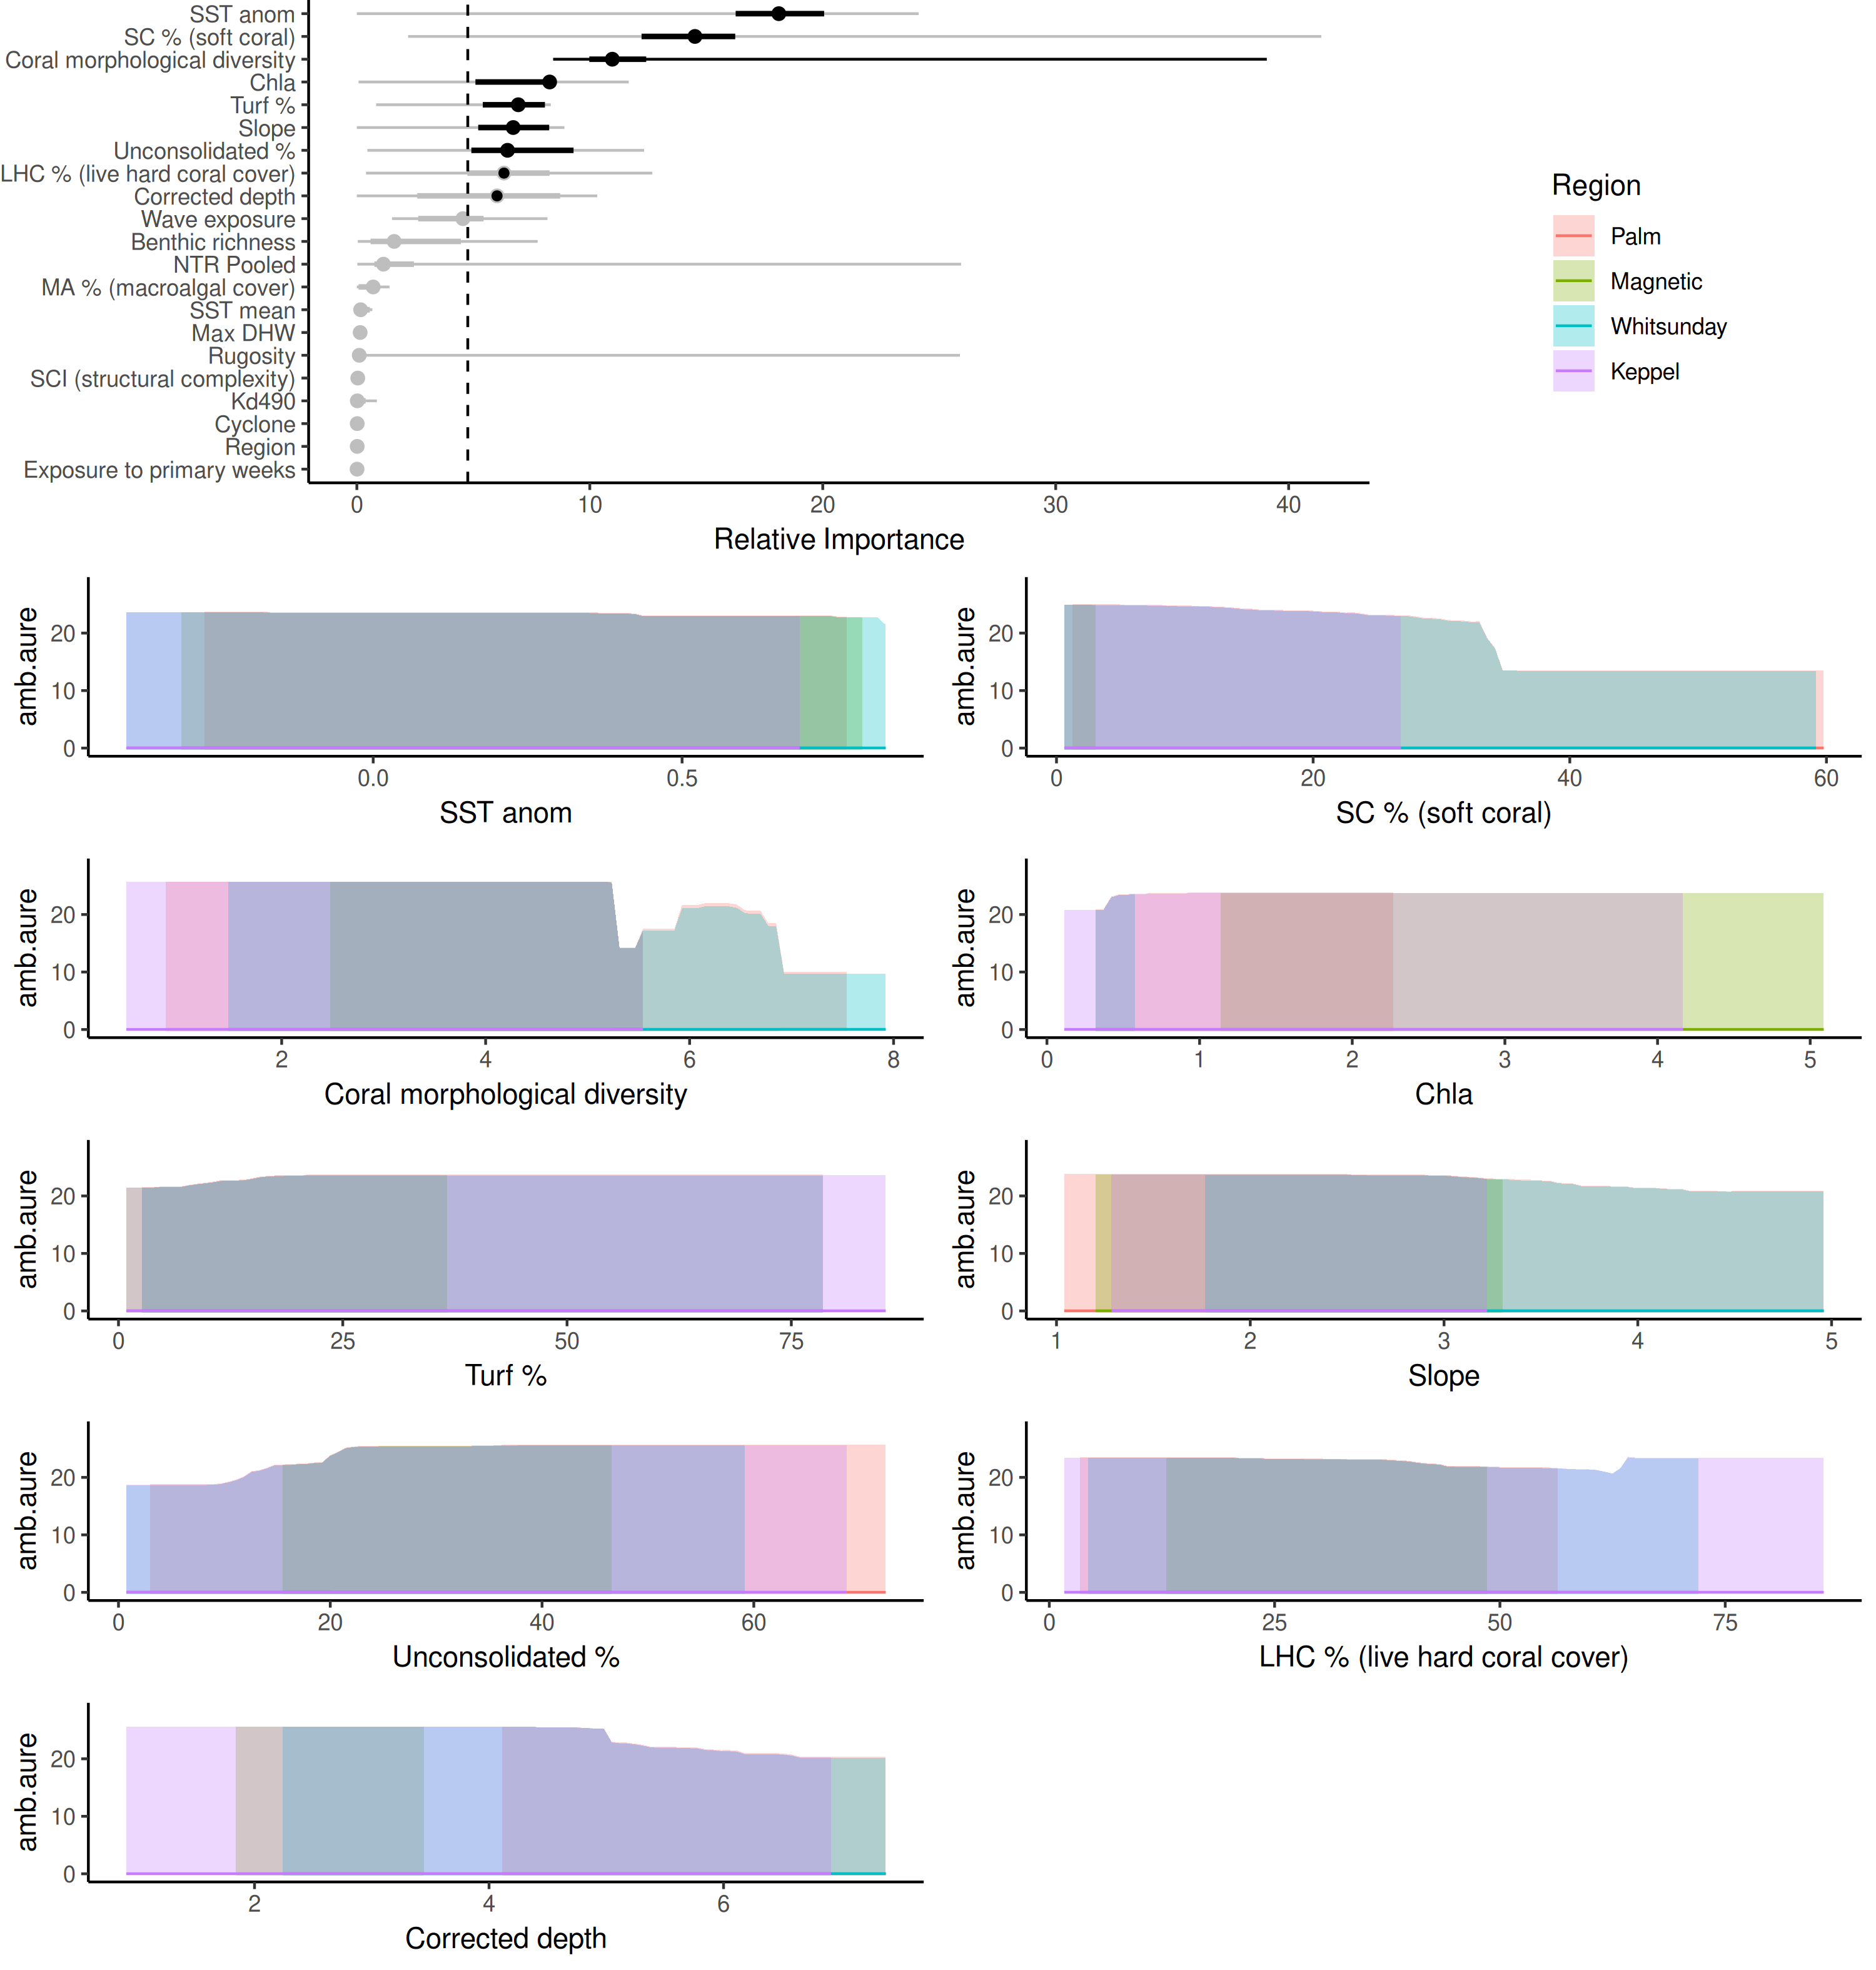 SST anom
SC % (soft coral)
Coral morphological diversity
Chla
Turf %
Slope
Unconsolidated %
LHC % (live hard coral cover)
Corrected depth
Wave exposure
Benthic richness
NTR Pooled
MA % (macroalgal cover)
SST mean
Max DHW
Rugosity
SCI (structural complexity)
Kd490
Cyclone
Region
Exposure to primary weeks
0 10 20 30 40
Relative Importance
Region
Palm
Magnetic
Whitsunday
Keppel
amb.aure
20
10
0
0.0 0.5
SST anom
amb.aure
20
10
0
0 20 40 60
SC % (soft coral)
amb.aure
20
10
0
2 4 6 8
Coral morphological diversity
amb.aure
20
10
0
0 1 2 3 4 5
Chla
amb.aure
20
10
0
0 25 50 75
Turf %
amb.aure
20
10
0
1 2 3 4 5
Slope
amb.aure
20
10
0
0 20 40 60
Unconsolidated %
amb.aure
20
10
0
0 25 50 75
LHC % (live hard coral cover)
amb.aure
20
10
0
2 4 6
Corrected depth